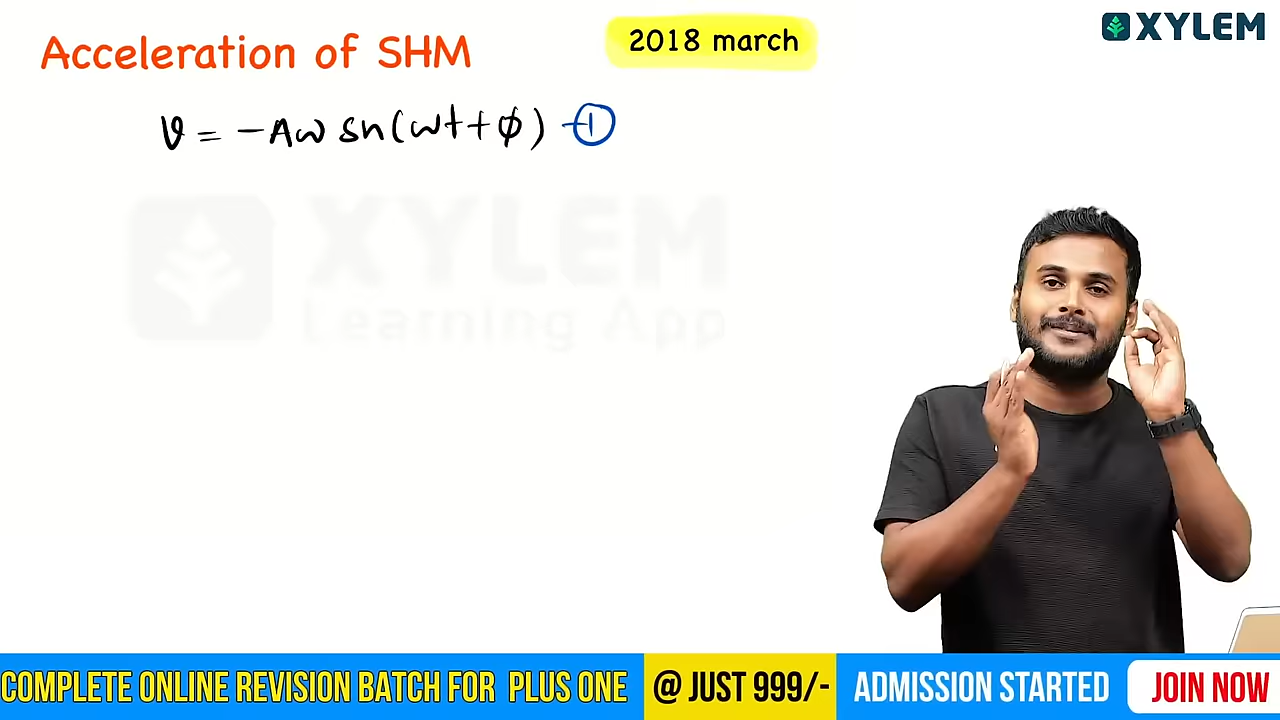 Acceleration of SHM
2018 march
XYLEM
v = -Aω sn(ωt+ϕ) -①
XYLEM
Learning App
COMPLETE ONLINE REVISION BATCH FOR PLUS ONE @ JUST 999/- ADMISSION STARTED JOIN NOW